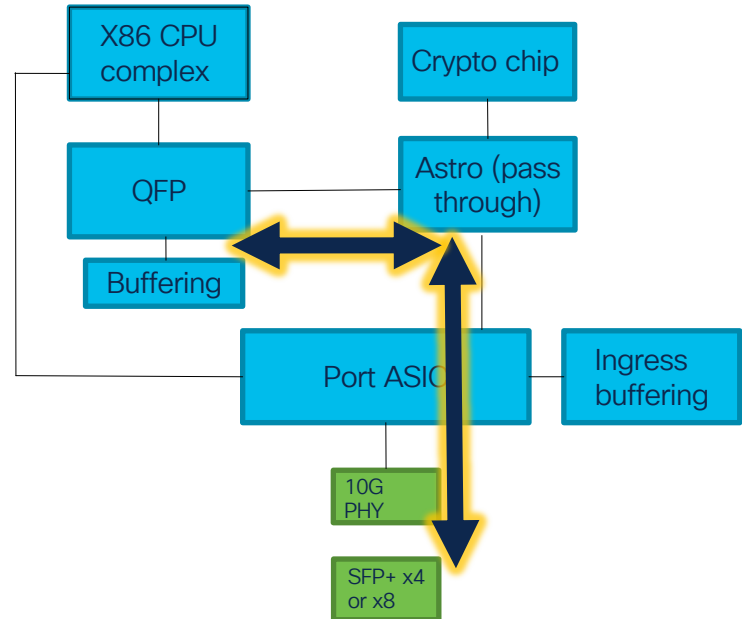 X86 CPU
complex
Crypto chip
QFP
Astro (pass
through)
Buffering
Port ASIC
Ingress
buffering
10G
PHY
SFP+ x4
or x8